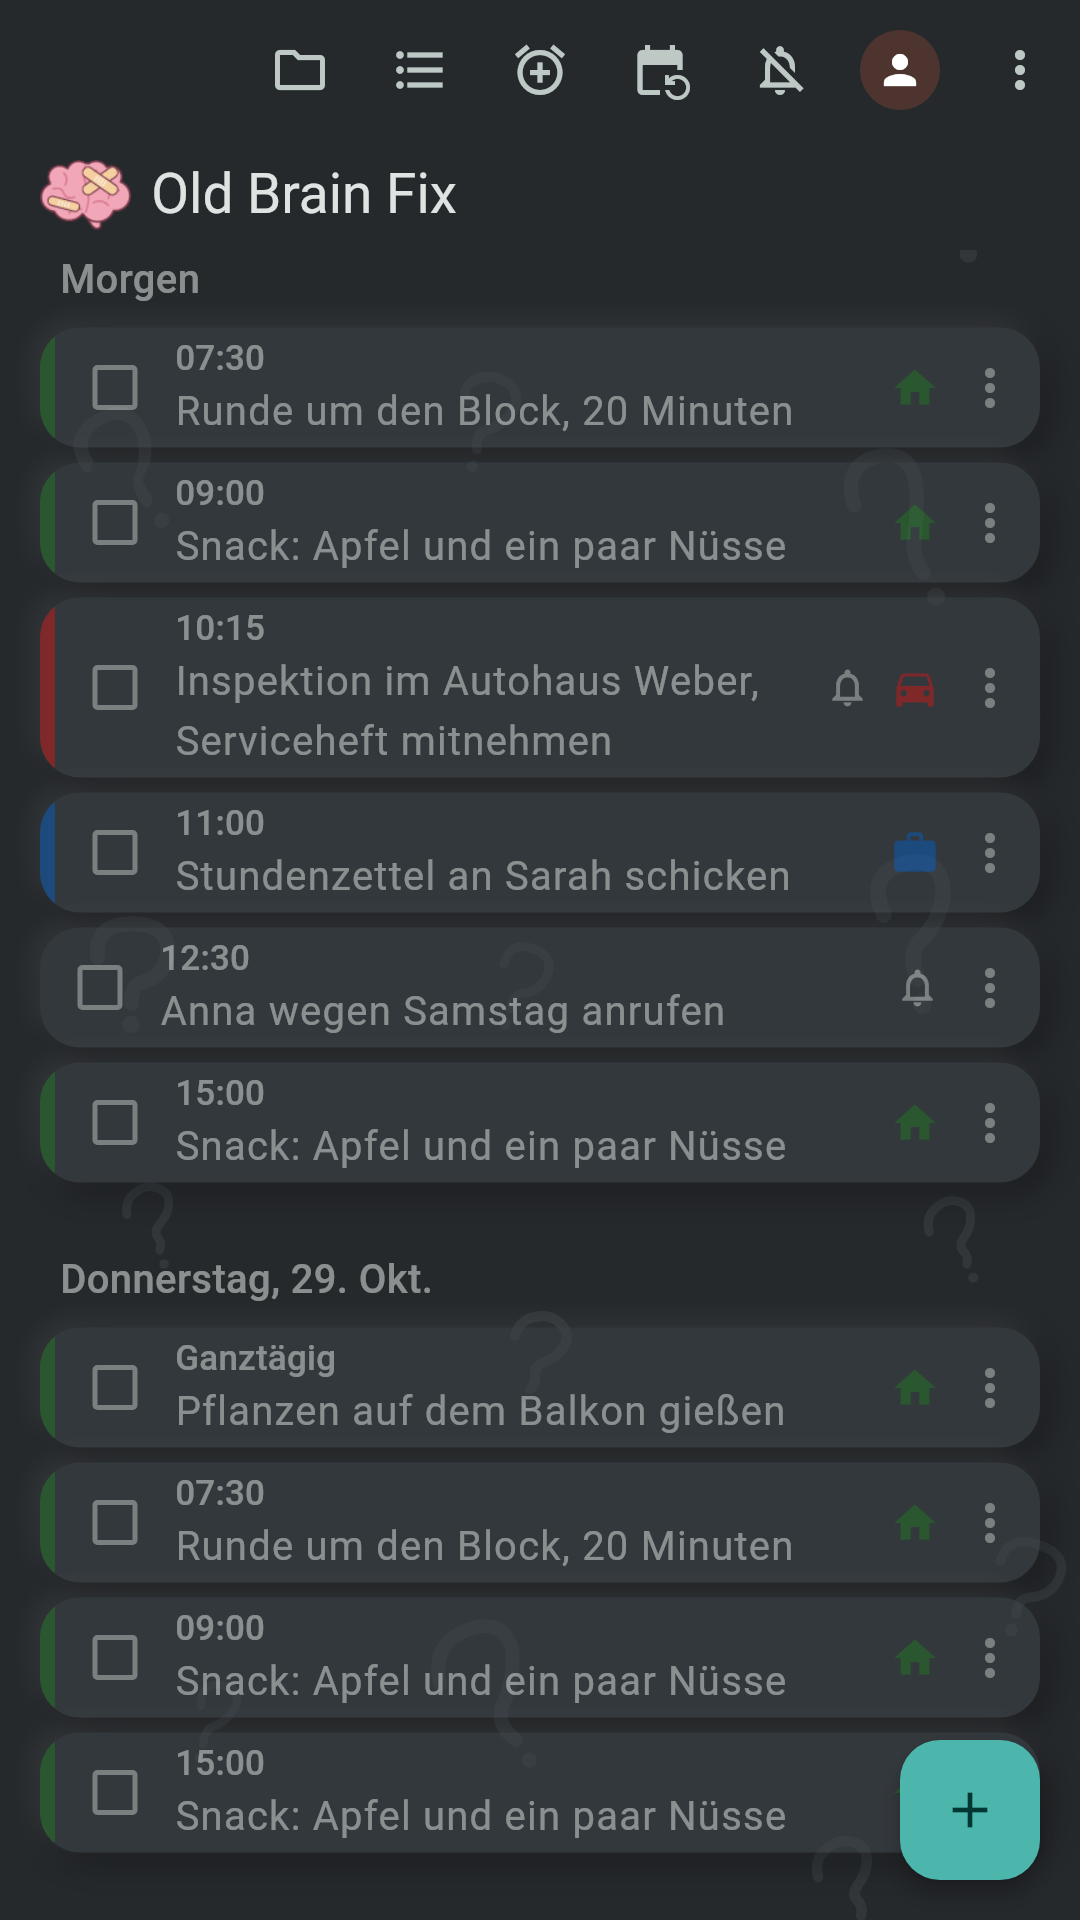 Old Brain Fix
Morgen
07:30
Runde um den Block, 20 Minuten
09:00
Snack: Apfel und ein paar Nüsse
10:15
Inspektion im Autohaus Weber,
Serviceheft mitnehmen
11:00
Stundenzettel an Sarah schicken
12:30
Anna wegen Samstag anrufen
15:00
Snack: Apfel und ein paar Nüsse
Donnerstag, 29. Okt.
Ganztägig
Pflanzen auf dem Balkon gießen
07:30
Runde um den Block, 20 Minuten
09:00
Snack: Apfel und ein paar Nüsse
15:00
Snack: Apfel und ein paar Nüsse